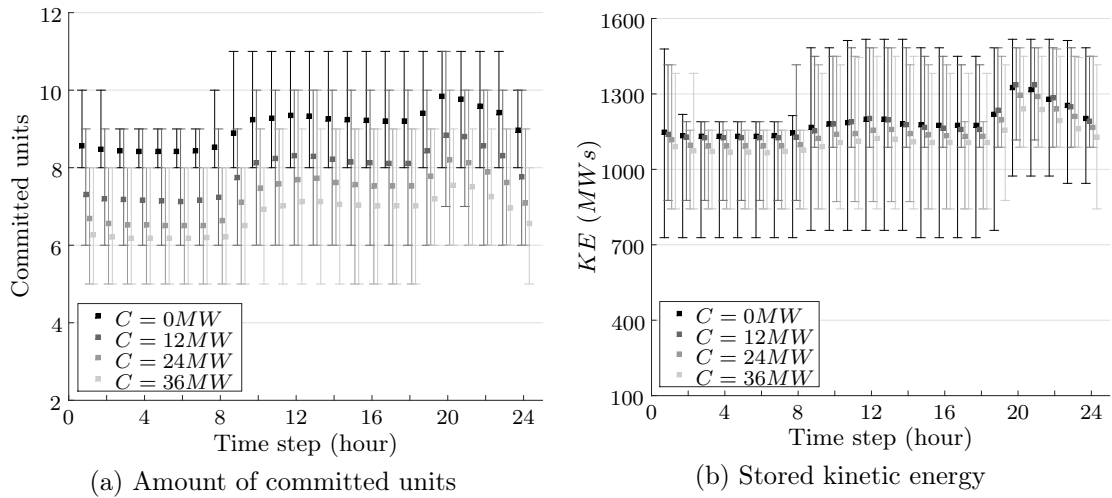 12
10
8
6
4
2
Committed units
C = 0MW
C = 12MW
C = 24MW
C = 36MW
0 4 8 12 16 20 24
Time step (hour)
(a) Amount of committed units
1600
1300
1000
700
400
100
KE (MWs)
C = 0MW
C = 12MW
C = 24MW
C = 36MW
0 4 8 12 16 20 24
Time step (hour)
(b) Stored kinetic energy